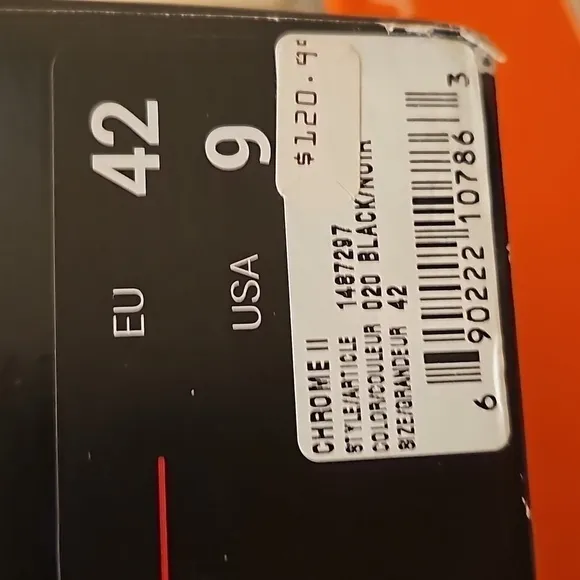 EU 42
USA 9
$120.9
CHROME II
STYLE/ARTICLE 1487297
COLOR/COULEUR 020 BLACK/NOIR
SIZE/GRANDEUR 42
6 90222 10786 3